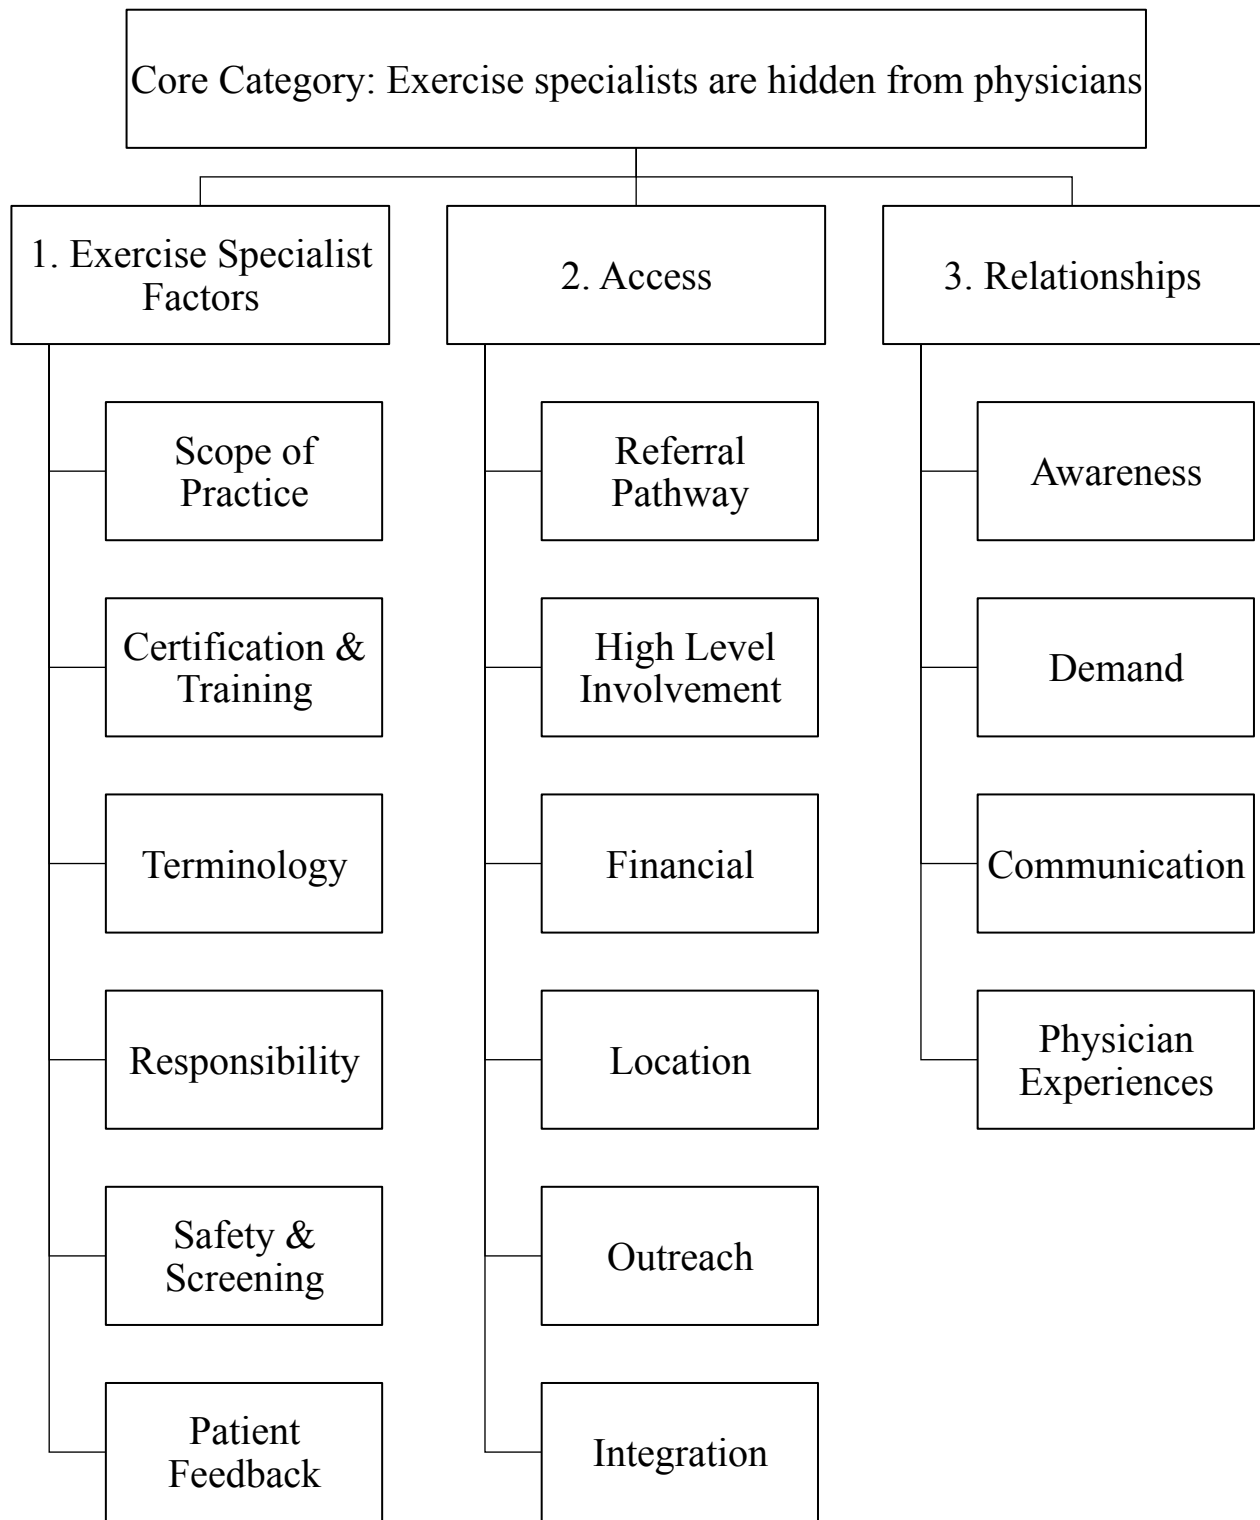 Core Category: Exercise specialists are hidden from physicians
1. Exercise Specialist
Factors
Scope of
Practice
Certification &
Training
Terminology
Responsibility
Safety &
Screening
Patient
Feedback
2. Access
Referral
Pathway
High Level
Involvement
Financial
Location
Outreach
Integration
3. Relationships
Awareness
Demand
Communication
Physician
Experiences